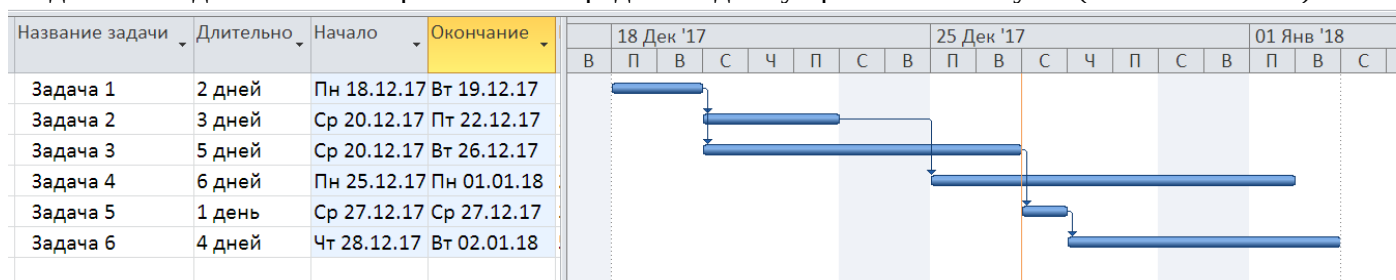 Название задачи Длительно Начало Окончание 18 Дек '17 25 Дек '17 01 Янв '18
В П В С Ч П С В П В С Ч П С В П В С
Задача 1 2 дней Пн 18.12.17 Вт 19.12.17
Задача 2 3 дней Ср 20.12.17 Пт 22.12.17
Задача 3 5 дней Ср 20.12.17 Вт 26.12.17
Задача 4 6 дней Пн 25.12.17 Пн 01.01.18
Задача 5 1 день Ср 27.12.17 Ср 27.12.17
Задача 6 4 дней Чт 28.12.17 Вт 02.01.18